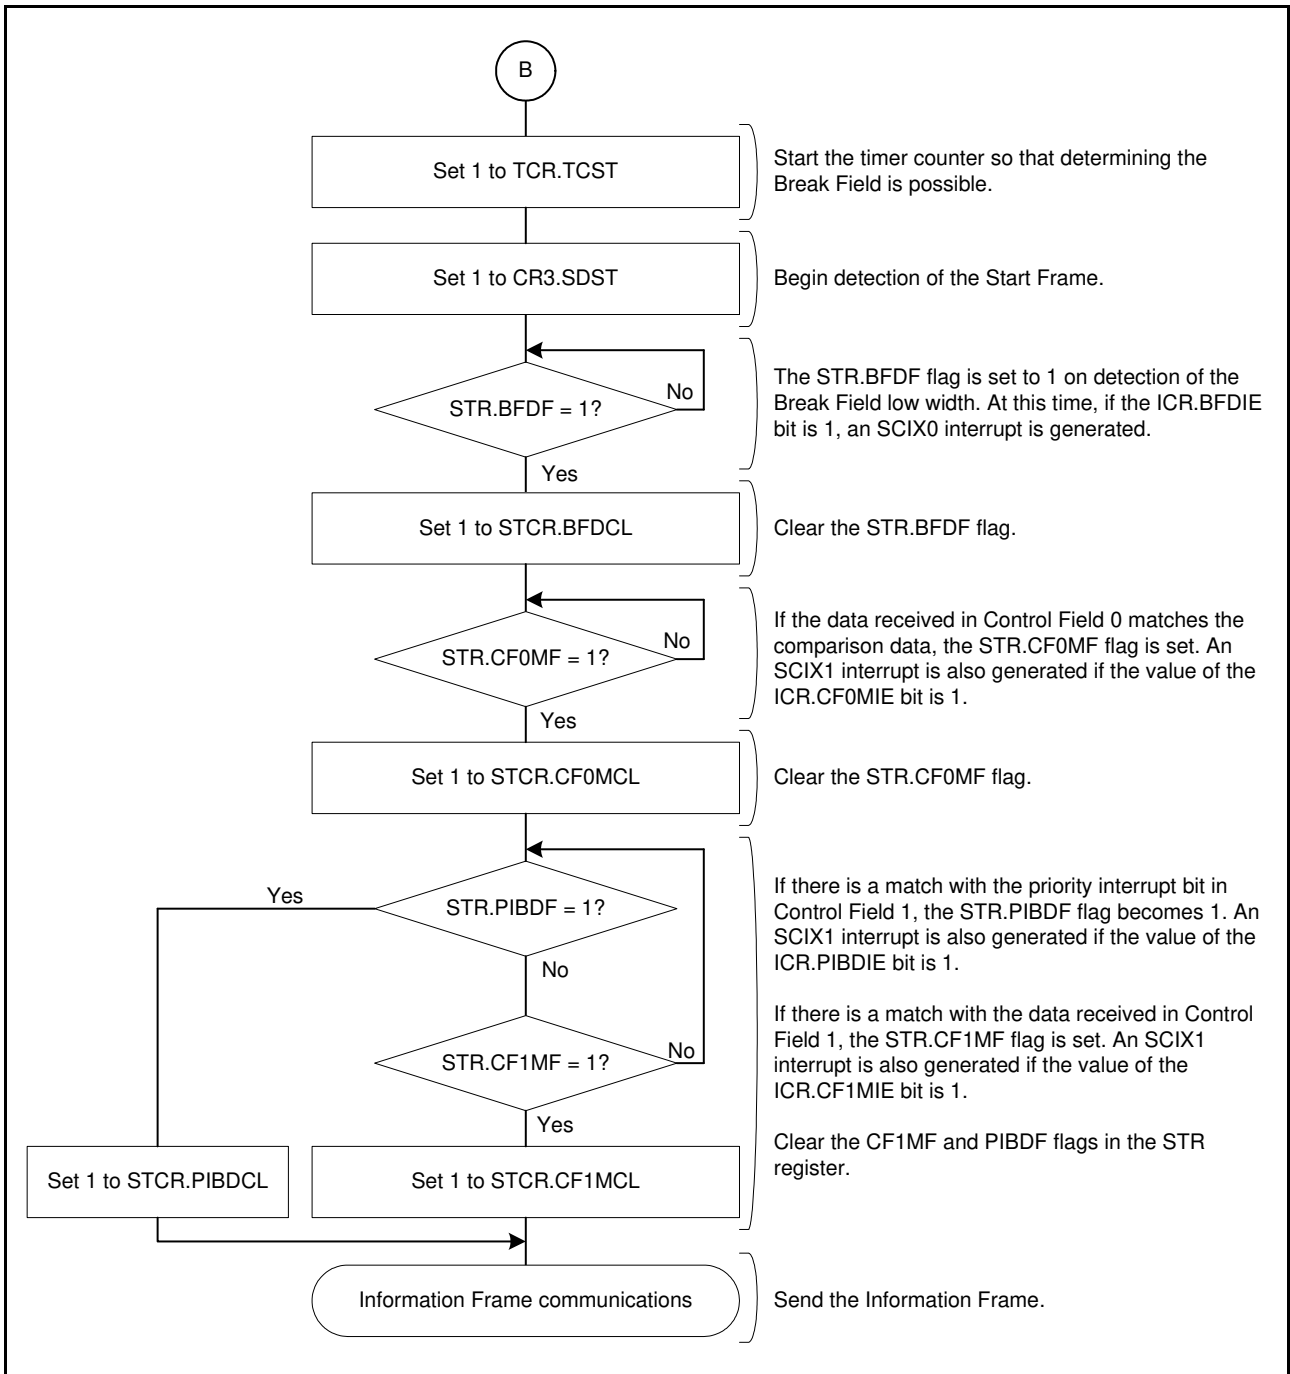 B
Set 1 to TCR.TCST
Start the timer counter so that determining the
Break Field is possible.
Set 1 to CR3.SDST
Begin detection of the Start Frame.
STR.BFDF = 1?
No
Yes
The STR.BFDF flag is set to 1 on detection of the
Break Field low width. At this time, if the ICR.BFDIE
bit is 1, an SCIX0 interrupt is generated.
Set 1 to STCR.BFDCL
Clear the STR.BFDF flag.
STR.CF0MF = 1?
No
Yes
If the data received in Control Field 0 matches the
comparison data, the STR.CF0MF flag is set. An
SCIX1 interrupt is also generated if the value of the
ICR.CF0MIE bit is 1.
Set 1 to STCR.CF0MCL
Clear the STR.CF0MF flag.
Yes
STR.PIBDF = 1?
No
If there is a match with the priority interrupt bit in
Control Field 1, the STR.PIBDF flag becomes 1. An
SCIX1 interrupt is also generated if the value of the
ICR.PIBDIE bit is 1.
STR.CF1MF = 1?
No
Yes
If there is a match with the data received in Control
Field 1, the STR.CF1MF flag is set. An SCIX1
interrupt is also generated if the value of the
ICR.CF1MIE bit is 1.
Set 1 to STCR.PIBDCL
Set 1 to STCR.CF1MCL
Clear the CF1MF and PIBDF flags in the STR
register.
Information Frame communications
Send the Information Frame.